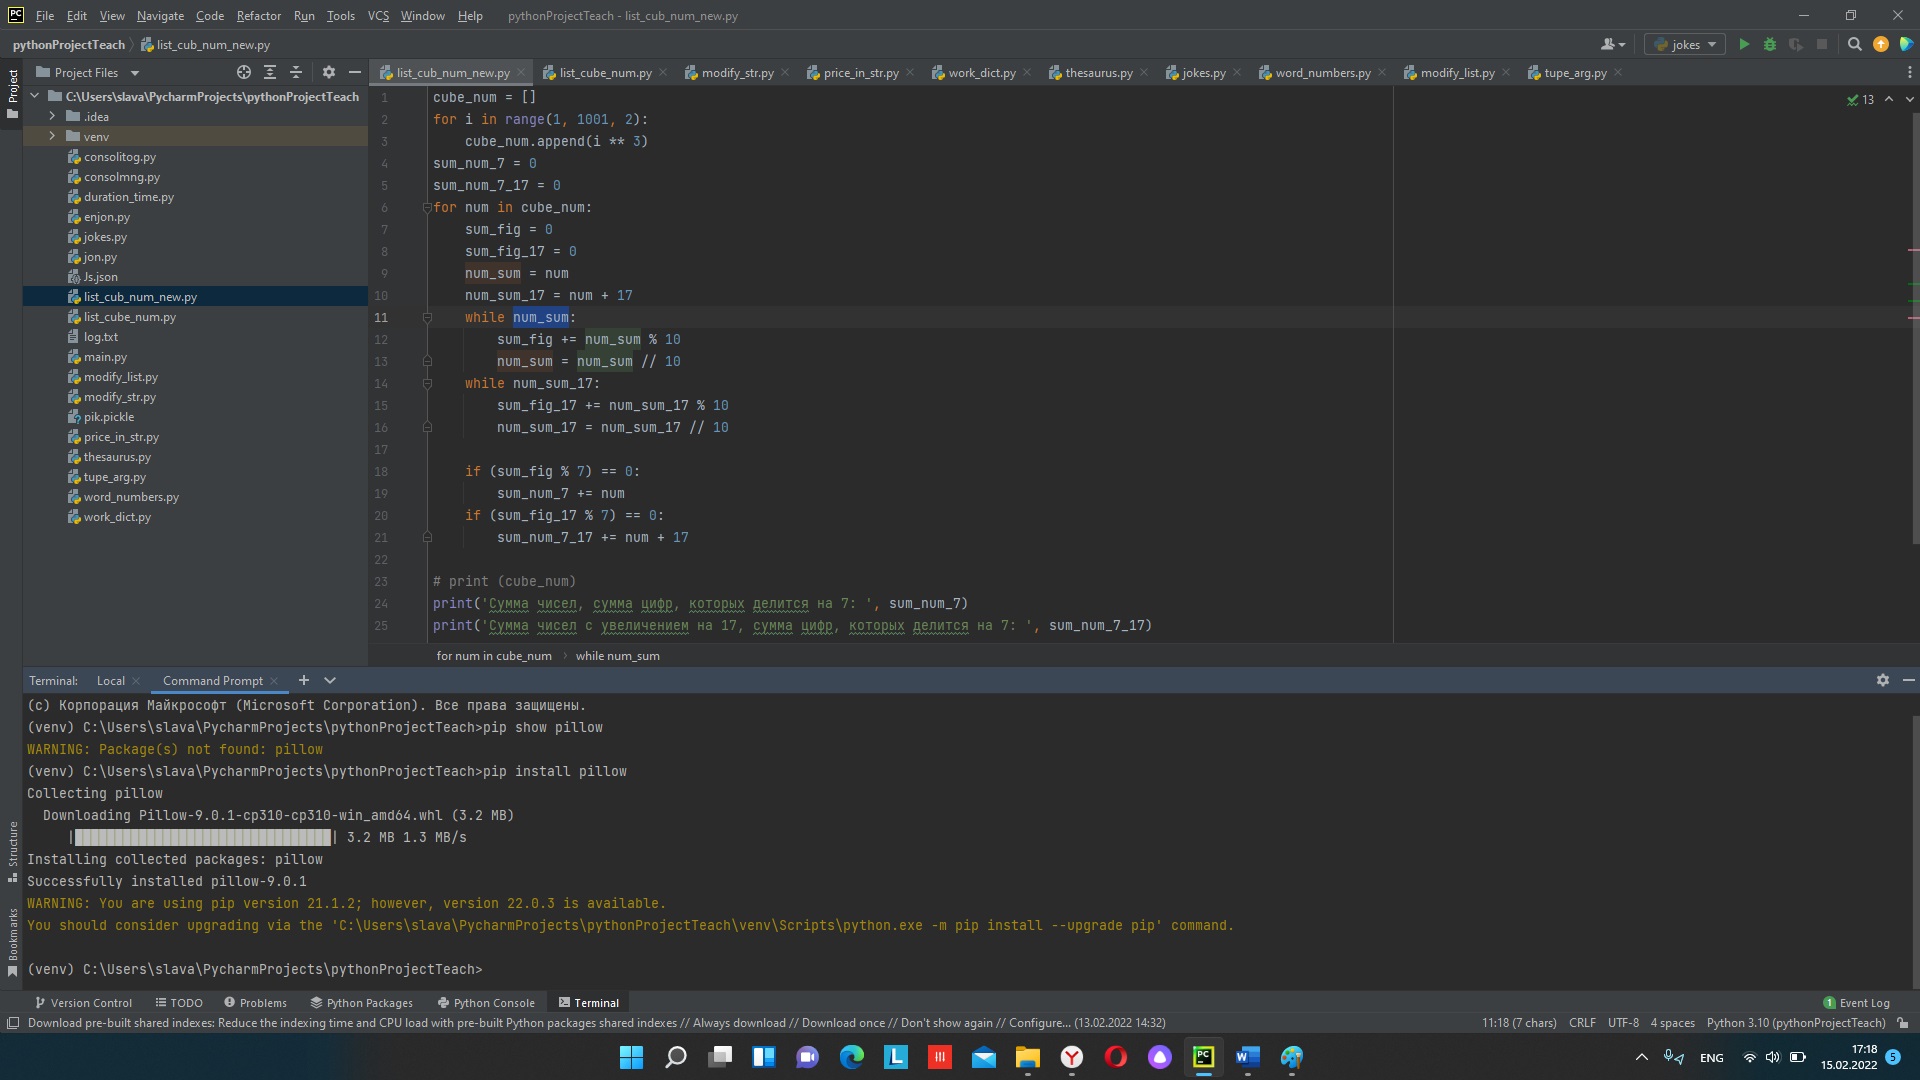 PC File Edit View Navigate Code Refactor Run Tools VCS Window Help pythonProjectTeach - list_cub_num_new.py
pythonProjectTeach list_cub_num_new.py jokes
Project Files
list_cub_num_new.py list_cube_num.py modify_str.py price_in_str.py work_dict.py thesaurus.py jokes.py word_numbers.py modify_list.py tupe_arg.py
Project
C:\Users\slava\PycharmProjects\pythonProjectTeach
.idea
venv
consolitog.py
consolmng.py
duration_time.py
enjon.py
jokes.py
jon.py
Js.json
list_cub_num_new.py
list_cube_num.py
log.txt
main.py
modify_list.py
modify_str.py
pik.pickle
price_in_str.py
thesaurus.py
tupe_arg.py
word_numbers.py
work_dict.py
13
1 cube_num = []
2 for i in range(1, 1001, 2):
3 cube_num.append(i ** 3)
4 sum_num_7 = 0
5 sum_num_7_17 = 0
6 for num in cube_num:
7 sum_fig = 0
8 sum_fig_17 = 0
9 num_sum = num
10 num_sum_17 = num + 17
11 while num_sum:
12 sum_fig += num_sum % 10
13 num_sum = num_sum // 10
14 while num_sum_17:
15 sum_fig_17 += num_sum_17 % 10
16 num_sum_17 = num_sum_17 // 10
17
18 if (sum_fig % 7) == 0:
19 sum_num_7 += num
20 if (sum_fig_17 % 7) == 0:
21 sum_num_7_17 += num + 17
22
23 # print (cube_num)
24 print('Сумма чисел, сумма цифр, которых делится на 7: ', sum_num_7)
25 print('Сумма чисел с увеличением на 17, сумма цифр, которых делится на 7: ', sum_num_7_17)
for num in cube_num while num_sum
Terminal: Local Command Prompt
(c) Корпорация Майкрософт (Microsoft Corporation). Все права защищены.
(venv) C:\Users\slava\PycharmProjects\pythonProjectTeach>pip show pillow
WARNING: Package(s) not found: pillow
(venv) C:\Users\slava\PycharmProjects\pythonProjectTeach>pip install pillow
Collecting pillow
Downloading Pillow-9.0.1-cp310-cp310-win_amd64.whl (3.2 MB)
|████████████████████████████████| 3.2 MB 1.3 MB/s
Installing collected packages: pillow
Successfully installed pillow-9.0.1
WARNING: You are using pip version 21.1.2; however, version 22.0.3 is available.
You should consider upgrading via the 'C:\Users\slava\PycharmProjects\pythonProjectTeach\venv\Scripts\python.exe -m pip install --upgrade pip' command.
(venv) C:\Users\slava\PycharmProjects\pythonProjectTeach>
Structure
Bookmarks
Version Control TODO Problems Python Packages Python Console Terminal 1 Event Log
Download pre-built shared indexes: Reduce the indexing time and CPU load with pre-built Python packages shared indexes // Always download // Download once // Don't show again // Configure... (13.02.2022 14:32) 11:18 (7 chars) CRLF UTF-8 4 spaces Python 3.10 (pythonProjectTeach)
L Y PC W ENG 17:18 5
15.02.2022